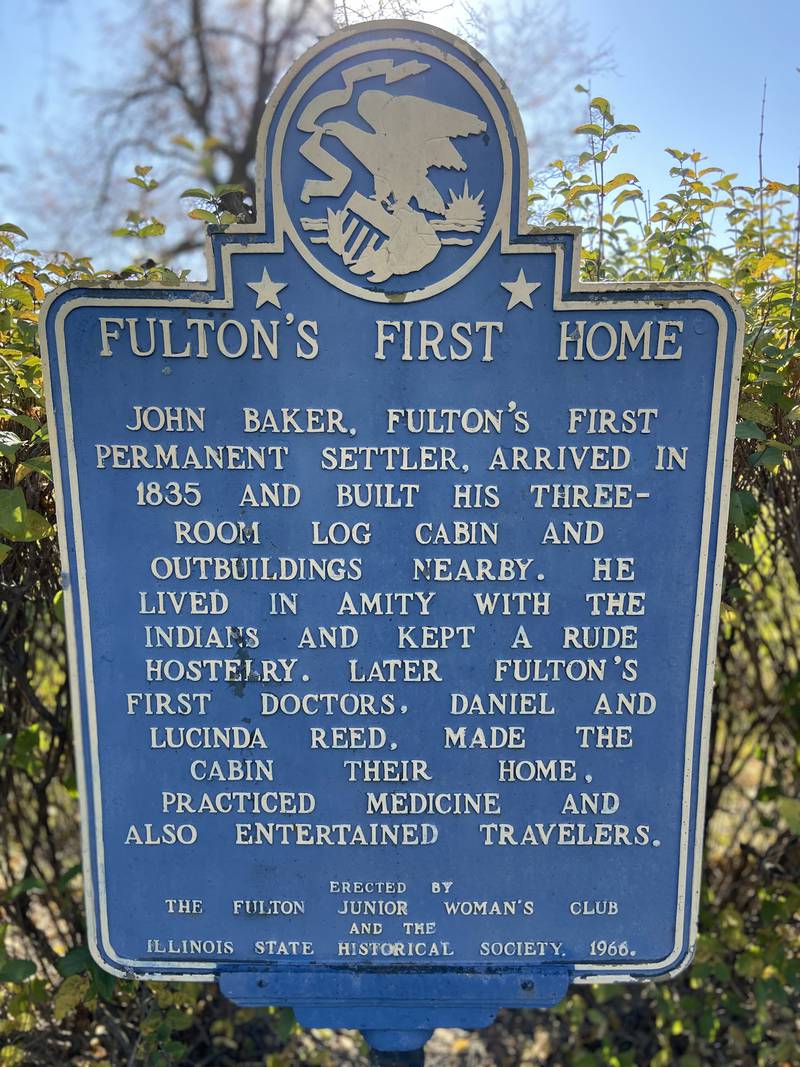 FULTON'S FIRST HOME
JOHN BAKER, FULTON'S FIRST
PERMANENT SETTLER, ARRIVED IN
1835 AND BUILT HIS THREE-
ROOM LOG CABIN AND
OUTBUILDINGS NEARBY. HE
LIVED IN AMITY WITH THE
INDIANS AND KEPT A RUDE
HOSTELRY. LATER FULTON'S
FIRST DOCTORS, DANIEL AND
LUCINDA REED, MADE THE
CABIN THEIR HOME,
PRACTICED MEDICINE AND
ALSO ENTERTAINED TRAVELERS.
ERECTED BY
THE FULTON JUNIOR WOMAN'S CLUB
AND THE
ILLINOIS STATE HISTORICAL SOCIETY, 1966.